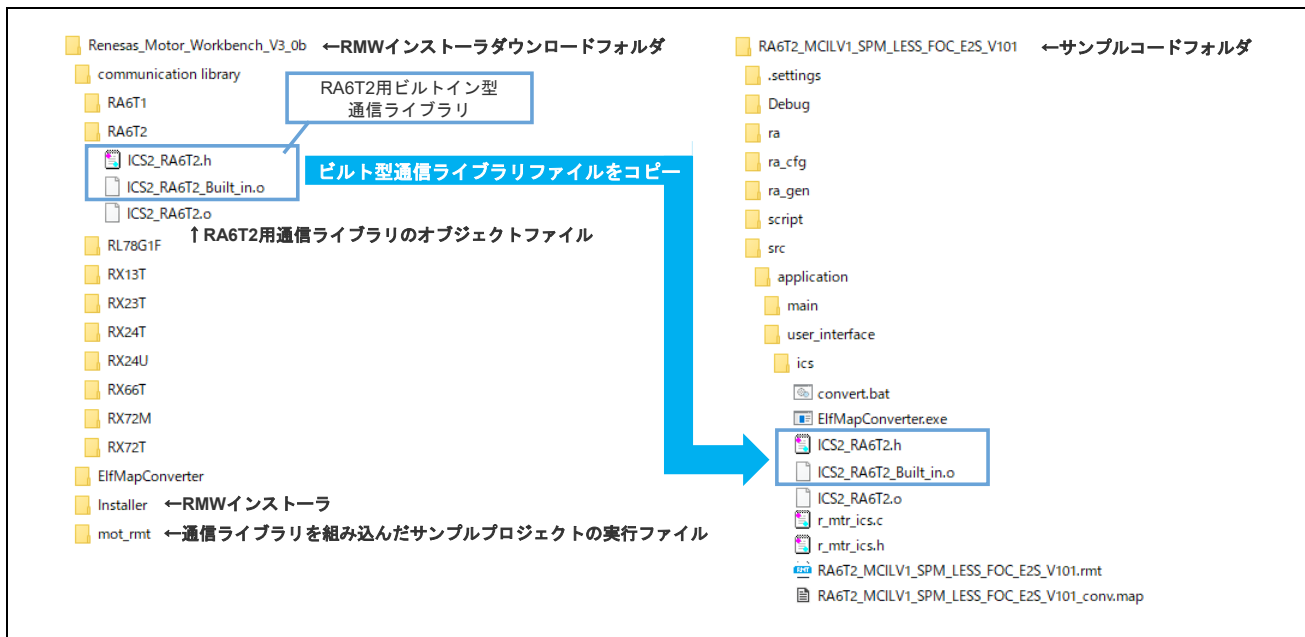 Renesas_Motor_Workbench_V3_0b ←RMWインストーラダウンロードフォルダ
communication library
RA6T1
RA6T2
ICS2_RA6T2.h
ICS2_RA6T2_Built_in.o
ICS2_RA6T2.o
↑RA6T2用通信ライブラリのオブジェクトファイル
RL78G1F
RX13T
RX23T
RX24T
RX24U
RX66T
RX72M
RX72T
ElfMapConverter
Installer ←RMWインストーラ
mot_rmt ←通信ライブラリを組み込んだサンプルプロジェクトの実行ファイル
RA6T2用ビルトイン型
通信ライブラリ
ビルト型通信ライブラリファイルをコピー
RA6T2_MCILV1_SPM_LESS_FOC_E2S_V101 ←サンプルコードフォルダ
.settings
Debug
ra
ra_cfg
ra_gen
script
src
application
main
user_interface
ics
convert.bat
ElfMapConverter.exe
ICS2_RA6T2.h
ICS2_RA6T2_Built_in.o
ICS2_RA6T2.o
r_mtr_ics.c
r_mtr_ics.h
RMT RA6T2_MCILV1_SPM_LESS_FOC_E2S_V101.rmt
RA6T2_MCILV1_SPM_LESS_FOC_E2S_V101_conv.map